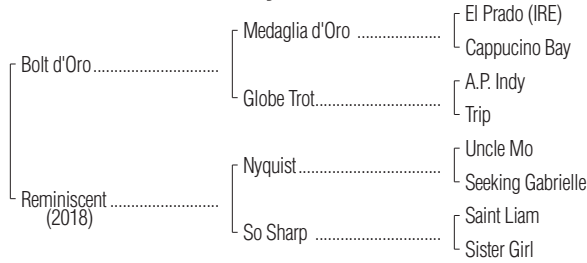 El Prado (IRE)
Medaglia d'Oro ..................
Cappucino Bay
Bolt d'Oro...........................
A.P. Indy
Globe Trot...........................
Trip
Uncle Mo
Nyquist...............................
Seeking Gabrielle
Reminiscent .......................
(2018)
Saint Liam
So Sharp ...........................
Sister Girl